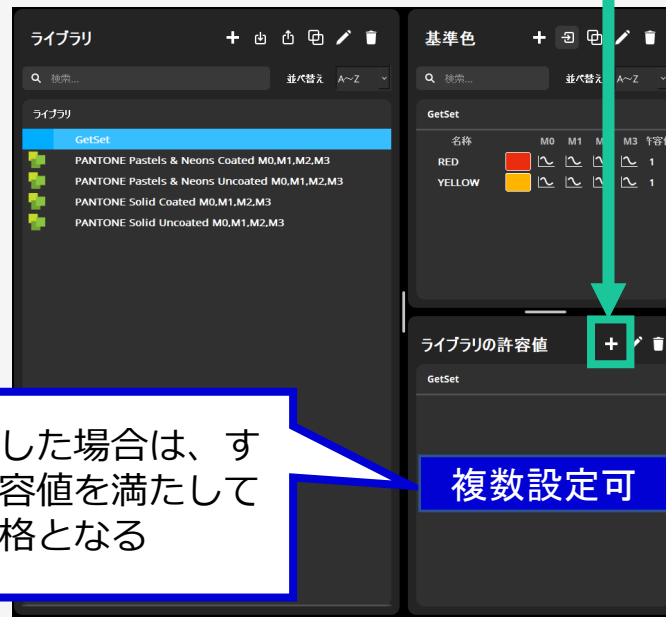 ライブラリ
検索...
並べ替え A～Z
ライブラリ
GetSet
PANTONE Pastels & Neons Coated M0,M1,M2,M3
PANTONE Pastels & Neons Uncoated M0,M1,M2,M3
PANTONE Solid Coated M0,M1,M2,M3
PANTONE Solid Uncoated M0,M1,M2,M3
基準色
検索...
並べ替え A～Z
GetSet
名称 M0 M1 M3
RED 1
YELLOW 1
ライブラリの許容値
GetSet
複数設定可
した場合は、す
容値を満たして
格となる